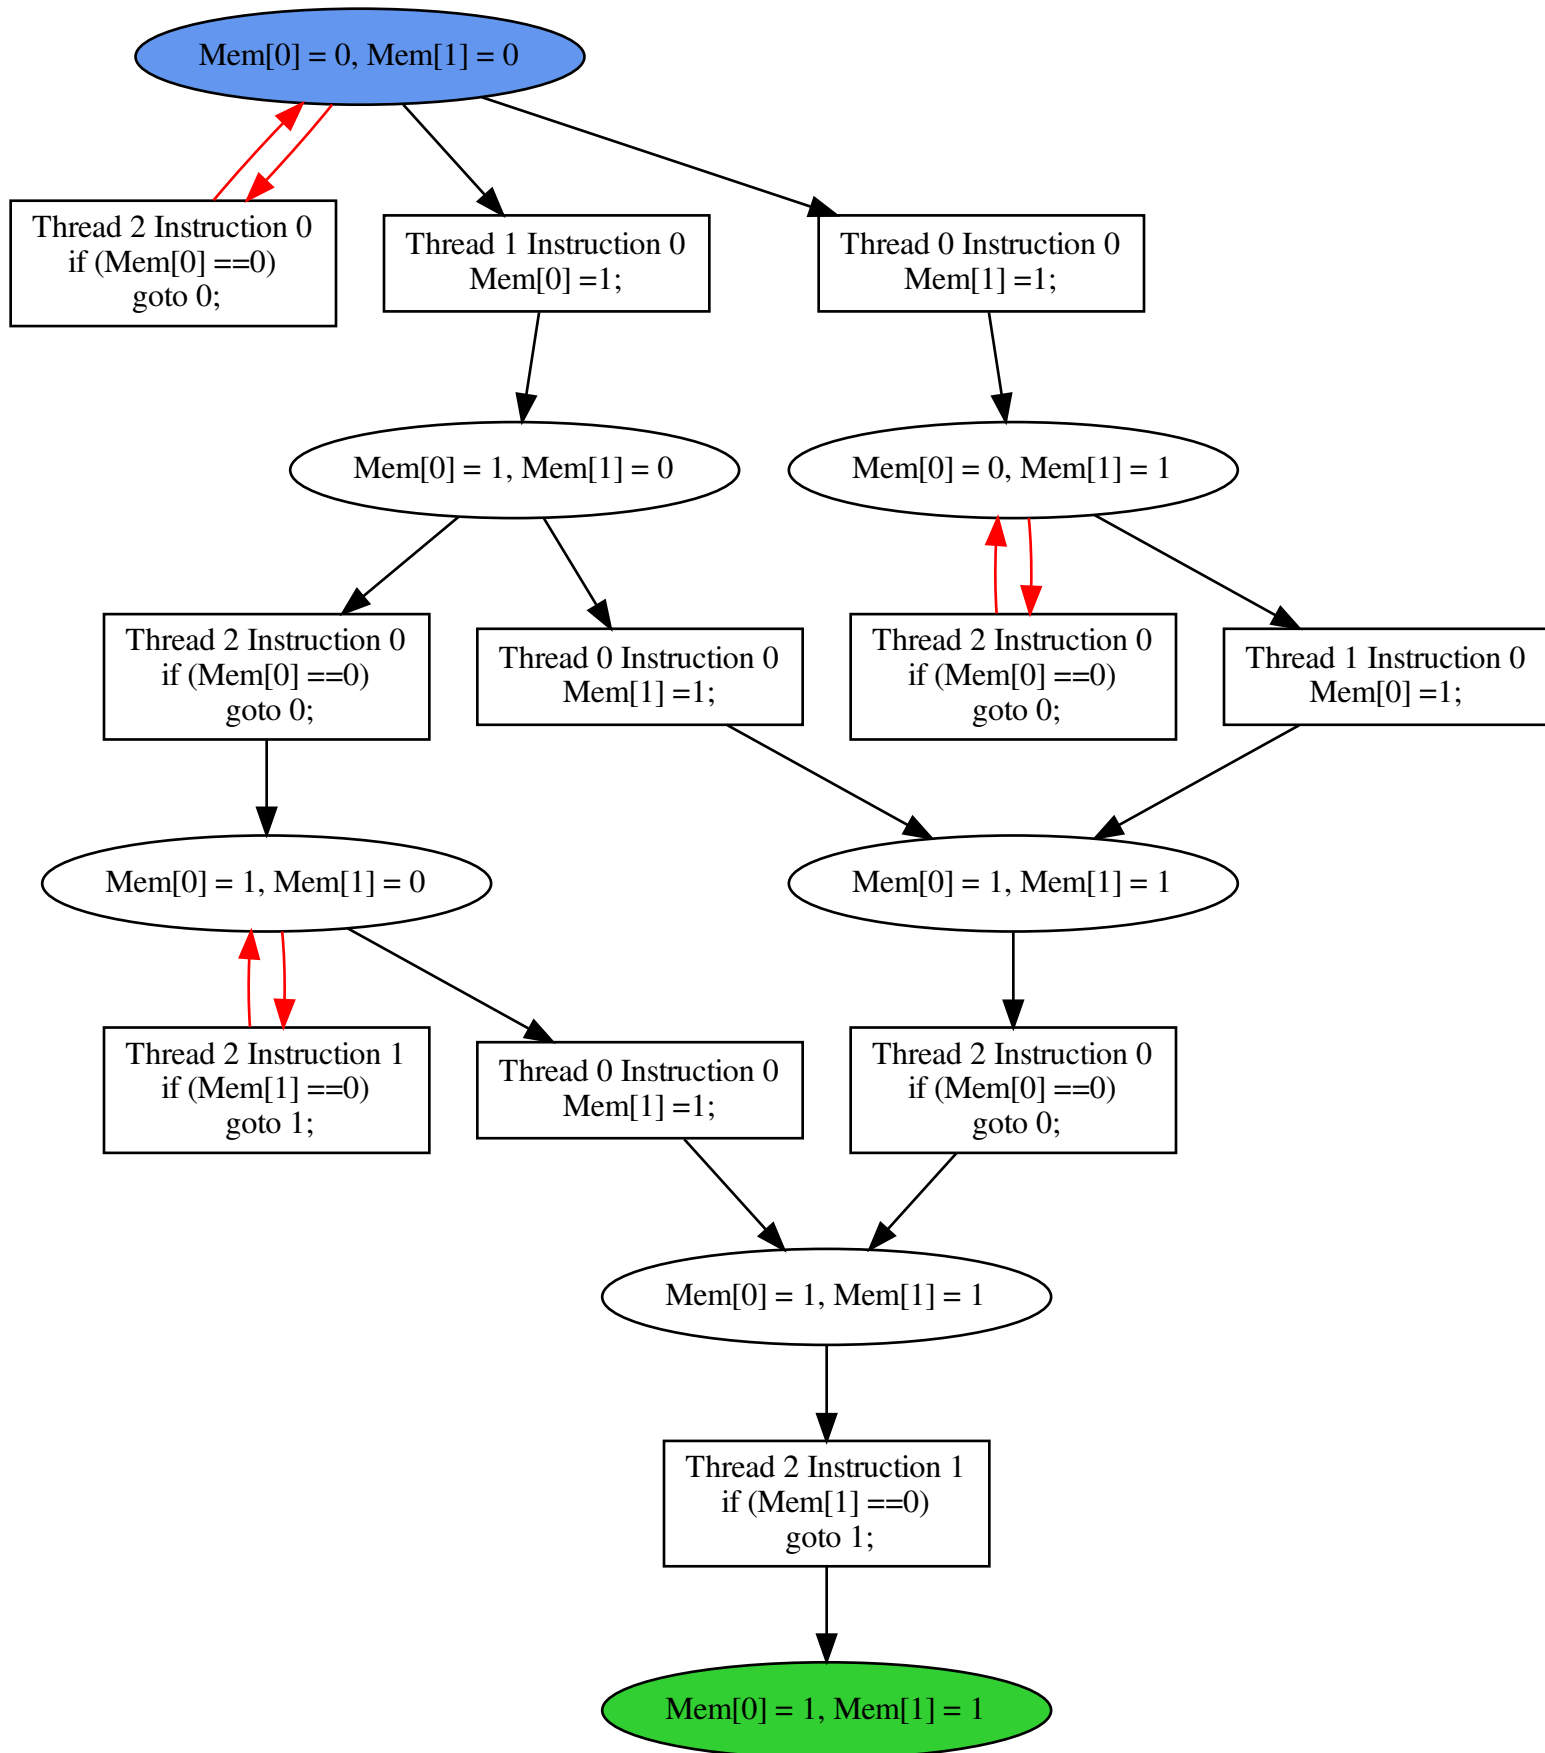 Mem[0] = 0, Mem[1] = 0
Thread 2 Instruction 0
if (Mem[0] ==0)
goto 0;
Thread 1 Instruction 0
Mem[0] =1;
Thread 0 Instruction 0
Mem[1] =1;
Mem[0] = 1, Mem[1] = 0
Mem[0] = 0, Mem[1] = 1
Thread 2 Instruction 0
if (Mem[0] ==0)
goto 0;
Thread 0 Instruction 0
Mem[1] =1;
Thread 2 Instruction 0
if (Mem[0] ==0)
goto 0;
Thread 1 Instruction 0
Mem[0] =1;
Mem[0] = 1, Mem[1] = 0
Mem[0] = 1, Mem[1] = 1
Thread 2 Instruction 1
if (Mem[1] ==0)
goto 1;
Thread 0 Instruction 0
Mem[1] =1;
Thread 2 Instruction 0
if (Mem[0] ==0)
goto 0;
Mem[0] = 1, Mem[1] = 1
Thread 2 Instruction 1
if (Mem[1] ==0)
goto 1;
Mem[0] = 1, Mem[1] = 1